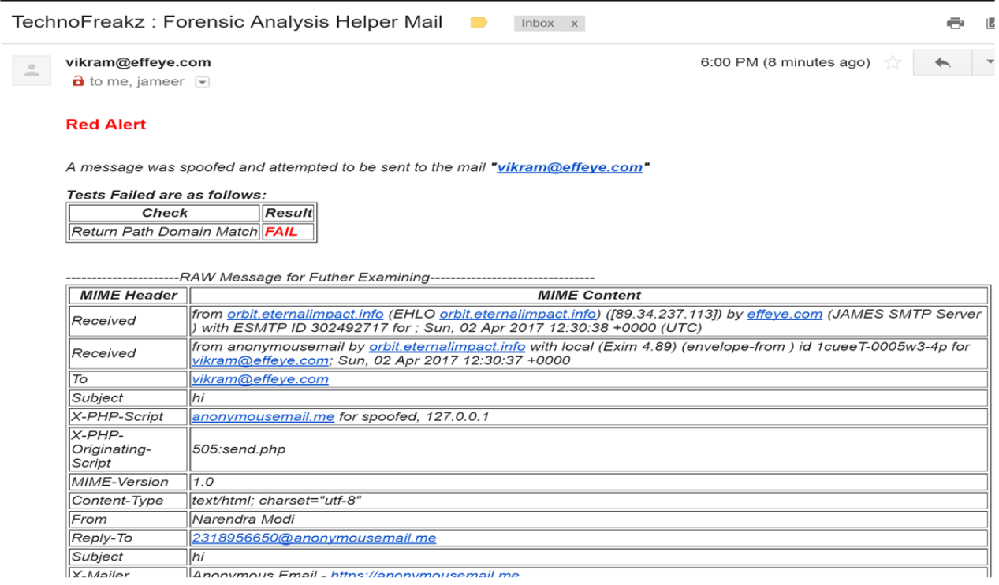 TechnoFreakz : Forensic Analysis Helper Mail
Inbox x
vikram@effeye.com
6:00 PM (8 minutes ago)
to me, jameer
Red Alert
A message was spoofed and attempted to be sent to the mail "vikram@effeye.com"
Tests Failed are as follows:
Check Result
Return Path Domain Match FAIL
----------------------RAW Message for Futher Examining--------------------------------
MIME Header MIME Content
Received
from orbit.eternalimpact.info (EHLO orbit.eternalimpact.info) ([89.34.237.113]) by effeye.com (JAMES SMTP Server
) with ESMTP ID 302492717 for ; Sun, 02 Apr 2017 12:30:38 +0000 (UTC)
Received
from anonymousemail by orbit.eternalimpact.info with local (Exim 4.89) (envelope-from ) id 1cueeT-0005w3-4p for
vikram@effeye.com; Sun, 02 Apr 2017 12:30:37 +0000
To vikram@effeye.com
Subject hi
X-PHP-Script anonymousemail.me for spoofed, 127.0.0.1
X-PHP-
Originating-
Script
505:send.php
MIME-Version 1.0
Content-Type text/html; charset="utf-8"
From Narendra Modi
Reply-To 2318956650@anonymousemail.me
Subject hi
X-Mailer Anonymous Email - https://anonymousemail.me